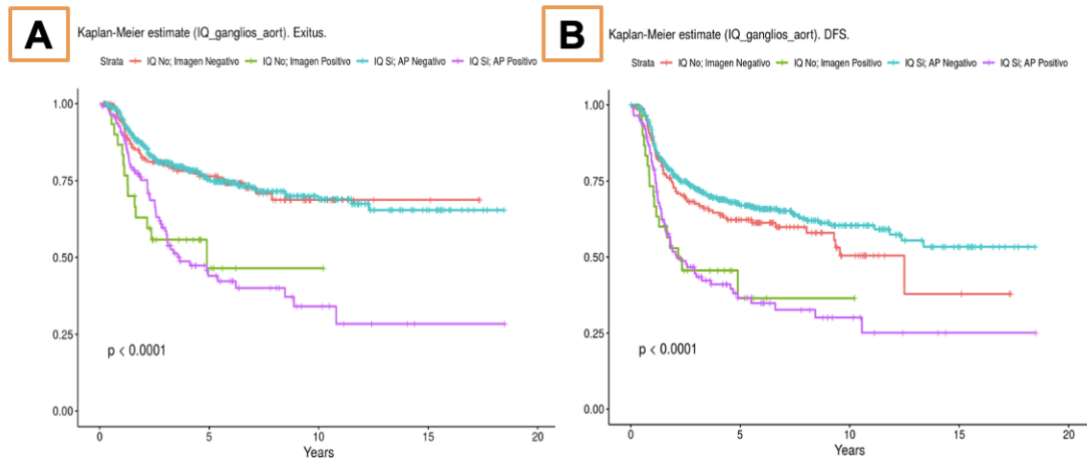 A
Kaplan-Meier estimate (IQ_ganglios_aort). Exitus.
Strata IQ No; Imagen Negativo IQ No; Imagen Positivo IQ Sí; AP Negativo IQ Sí; AP Positivo
1.00
0.75
0.50
0.25
0.00
p < 0.0001
0 5 10 15 20
Years
B
Kaplan-Meier estimate (IQ_ganglios_aort). DFS.
Strata IQ No; Imagen Negativo IQ No; Imagen Positivo IQ Sí; AP Negativo IQ Sí; AP Positivo
1.00
0.75
0.50
0.25
0.00
p < 0.0001
0 5 10 15 20
Years